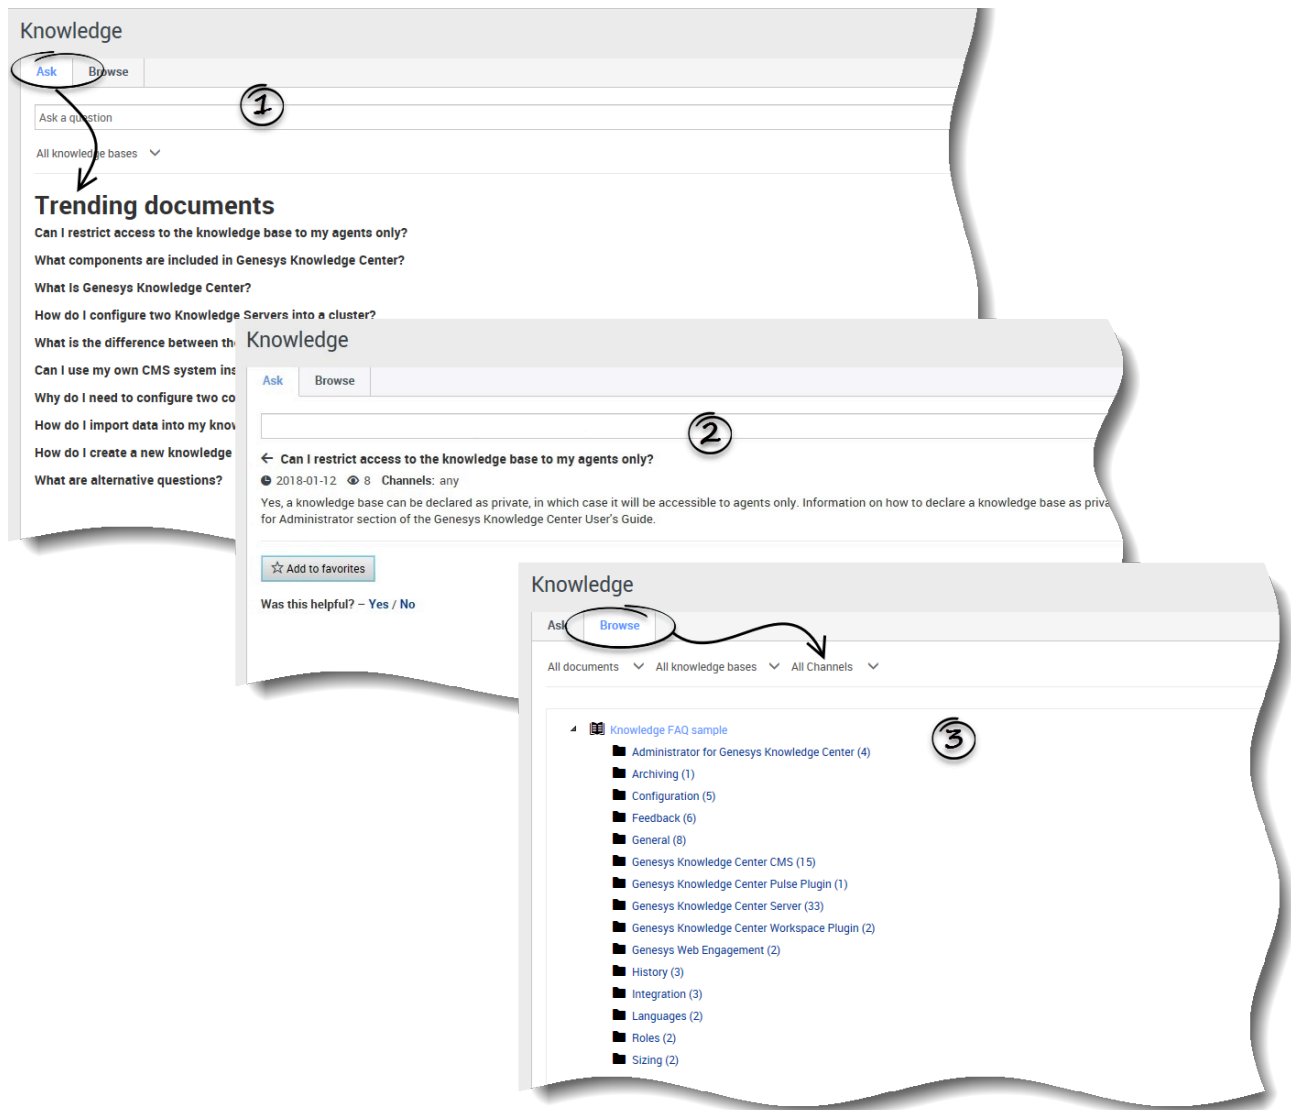 Knowledge
Ask Browse
1
Ask a question
All knowledge bases
Trending documents
Can I restrict access to the knowledge base to my agents only?
What components are included in Genesys Knowledge Center?
What Is Genesys Knowledge Center?
How do I configure two Knowledge Servers into a cluster?
What is the difference between the
Can I use my own CMS system ins
Why do I need to configure two co
How do I import data into my know
How do I create a new knowledge
What are alternative questions?
Knowledge
Ask Browse
2
Can I restrict access to the knowledge base to my agents only?
2018-01-12 8 Channels: any
Yes, a knowledge base can be declared as private, in which case it will be accessible to agents only. Information on how to declare a knowledge base as priva
for Administrator section of the Genesys Knowledge Center User's Guide.
Add to favorites
Was this helpful? – Yes / No
Knowledge
Ask Browse
All documents All knowledge bases All Channels
3
Knowledge FAQ sample
Administrator for Genesys Knowledge Center (4)
Archiving (1)
Configuration (5)
Feedback (6)
General (8)
Genesys Knowledge Center CMS (15)
Genesys Knowledge Center Pulse Plugin (1)
Genesys Knowledge Center Server (33)
Genesys Knowledge Center Workspace Plugin (2)
Genesys Web Engagement (2)
History (3)
Integration (3)
Languages (2)
Roles (2)
Sizing (2)